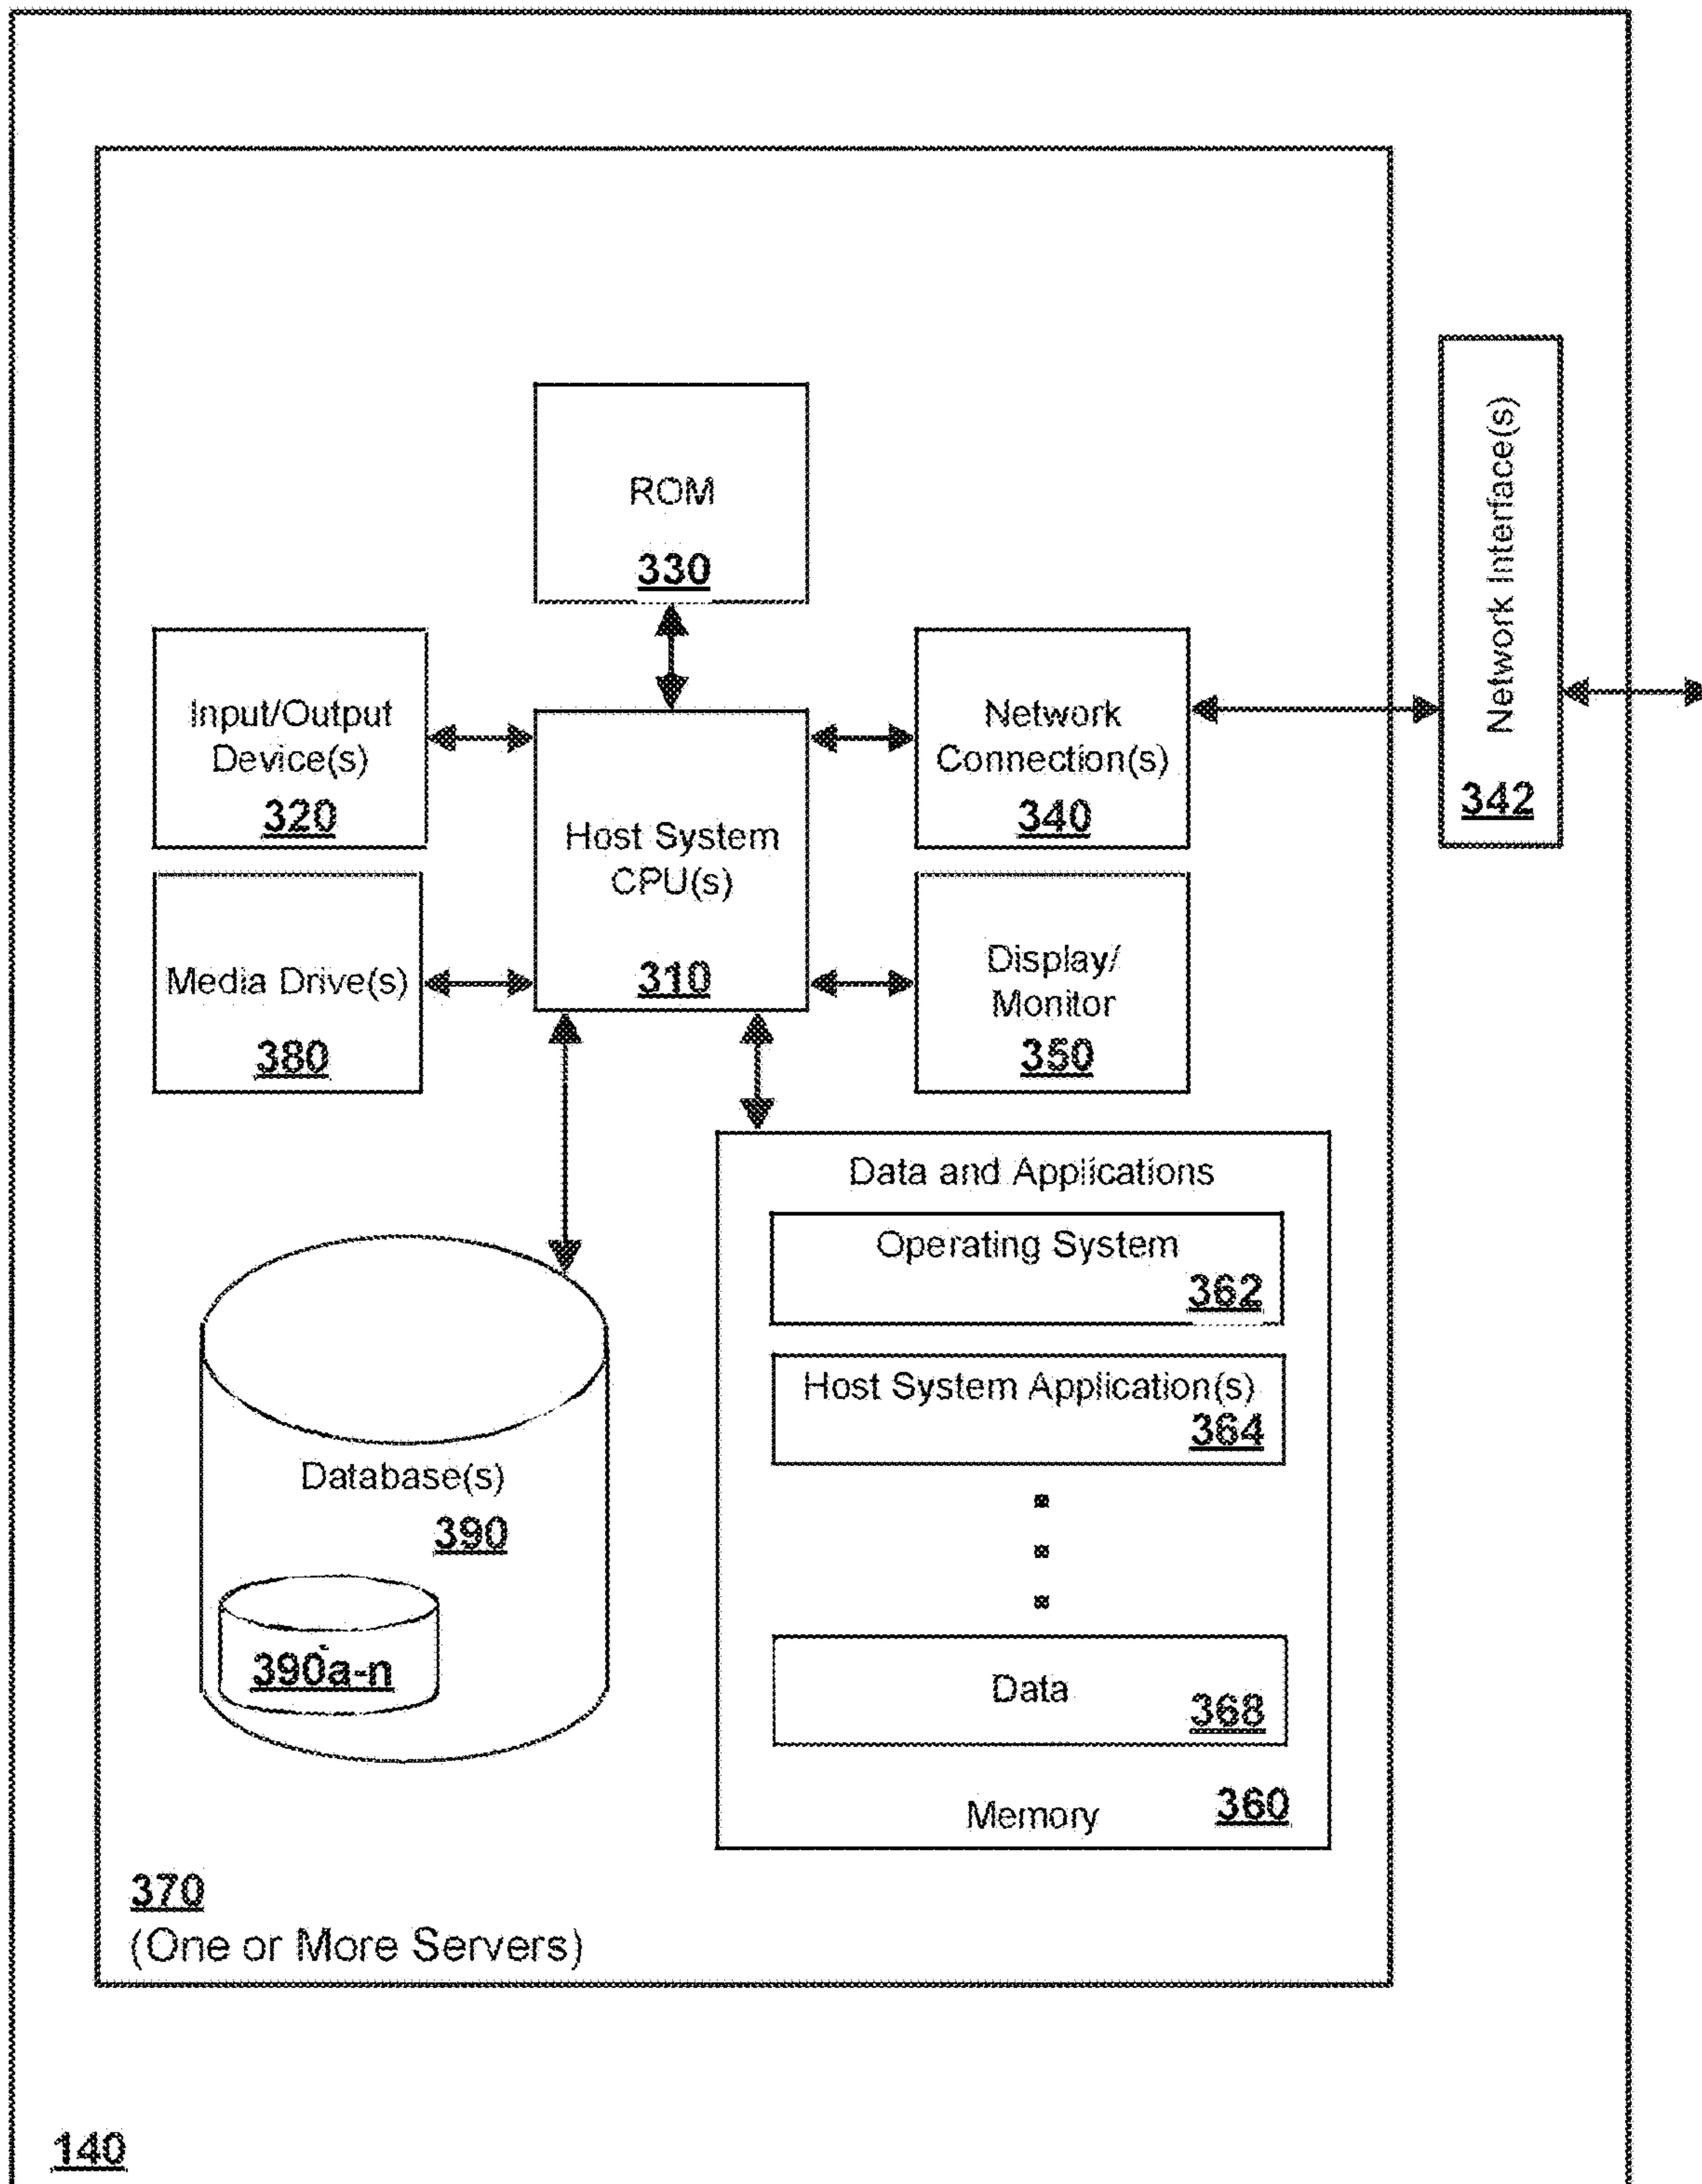 ROM
330
Input/Output
Device(s)
320
Host System
CPU(s)
310
Network
Connection(s)
340
Network Interface(s)
342
Media Drive(s)
380
Display/
Monitor
350
Data and Applications
Operating System
362
Host System Application(s)
364
Data
368
Memory
360
Database(s)
390
390a-n
370
(One or More Servers)
140